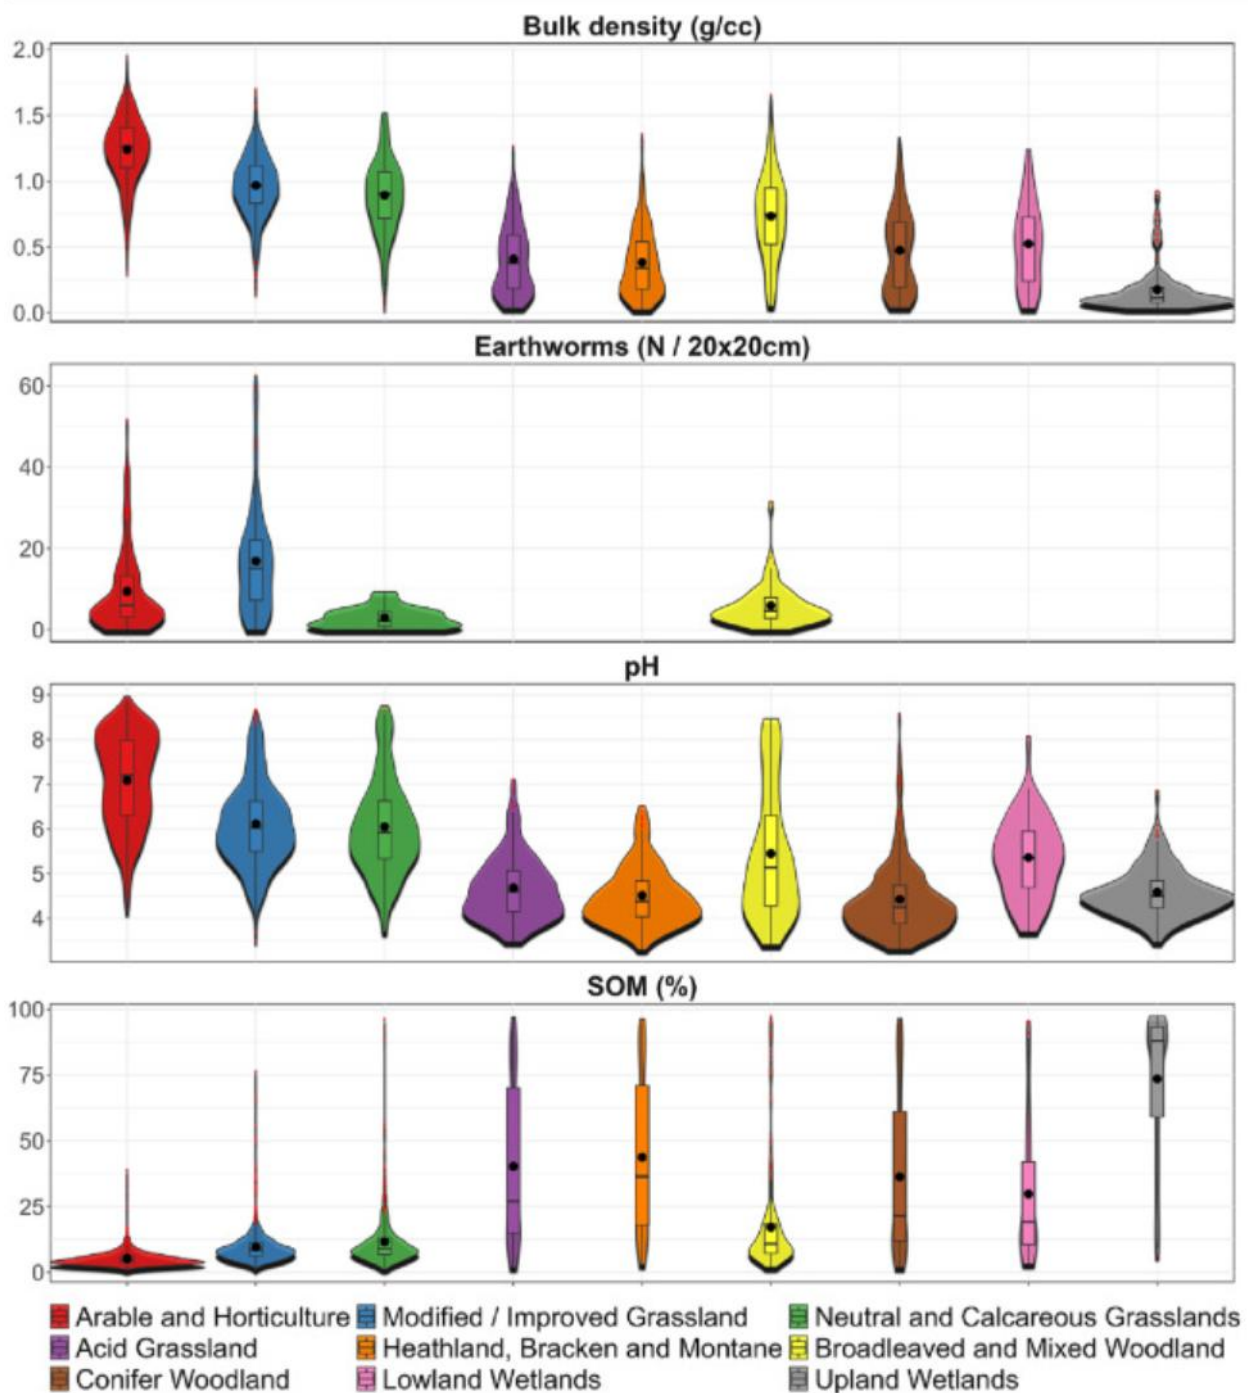 Bulk density (g/cc)
2.0
1.5
1.0
0.5
0.0
Earthworms (N / 20x20cm)
60
40
20
0
pH
9
8
7
6
5
4
SOM (%)
100
75
50
25
0
Arable and Horticulture Modified / Improved Grassland Neutral and Calcareous Grasslands
Acid Grassland Heathland, Bracken and Montane Broadleaved and Mixed Woodland
Conifer Woodland Lowland Wetlands Upland Wetlands